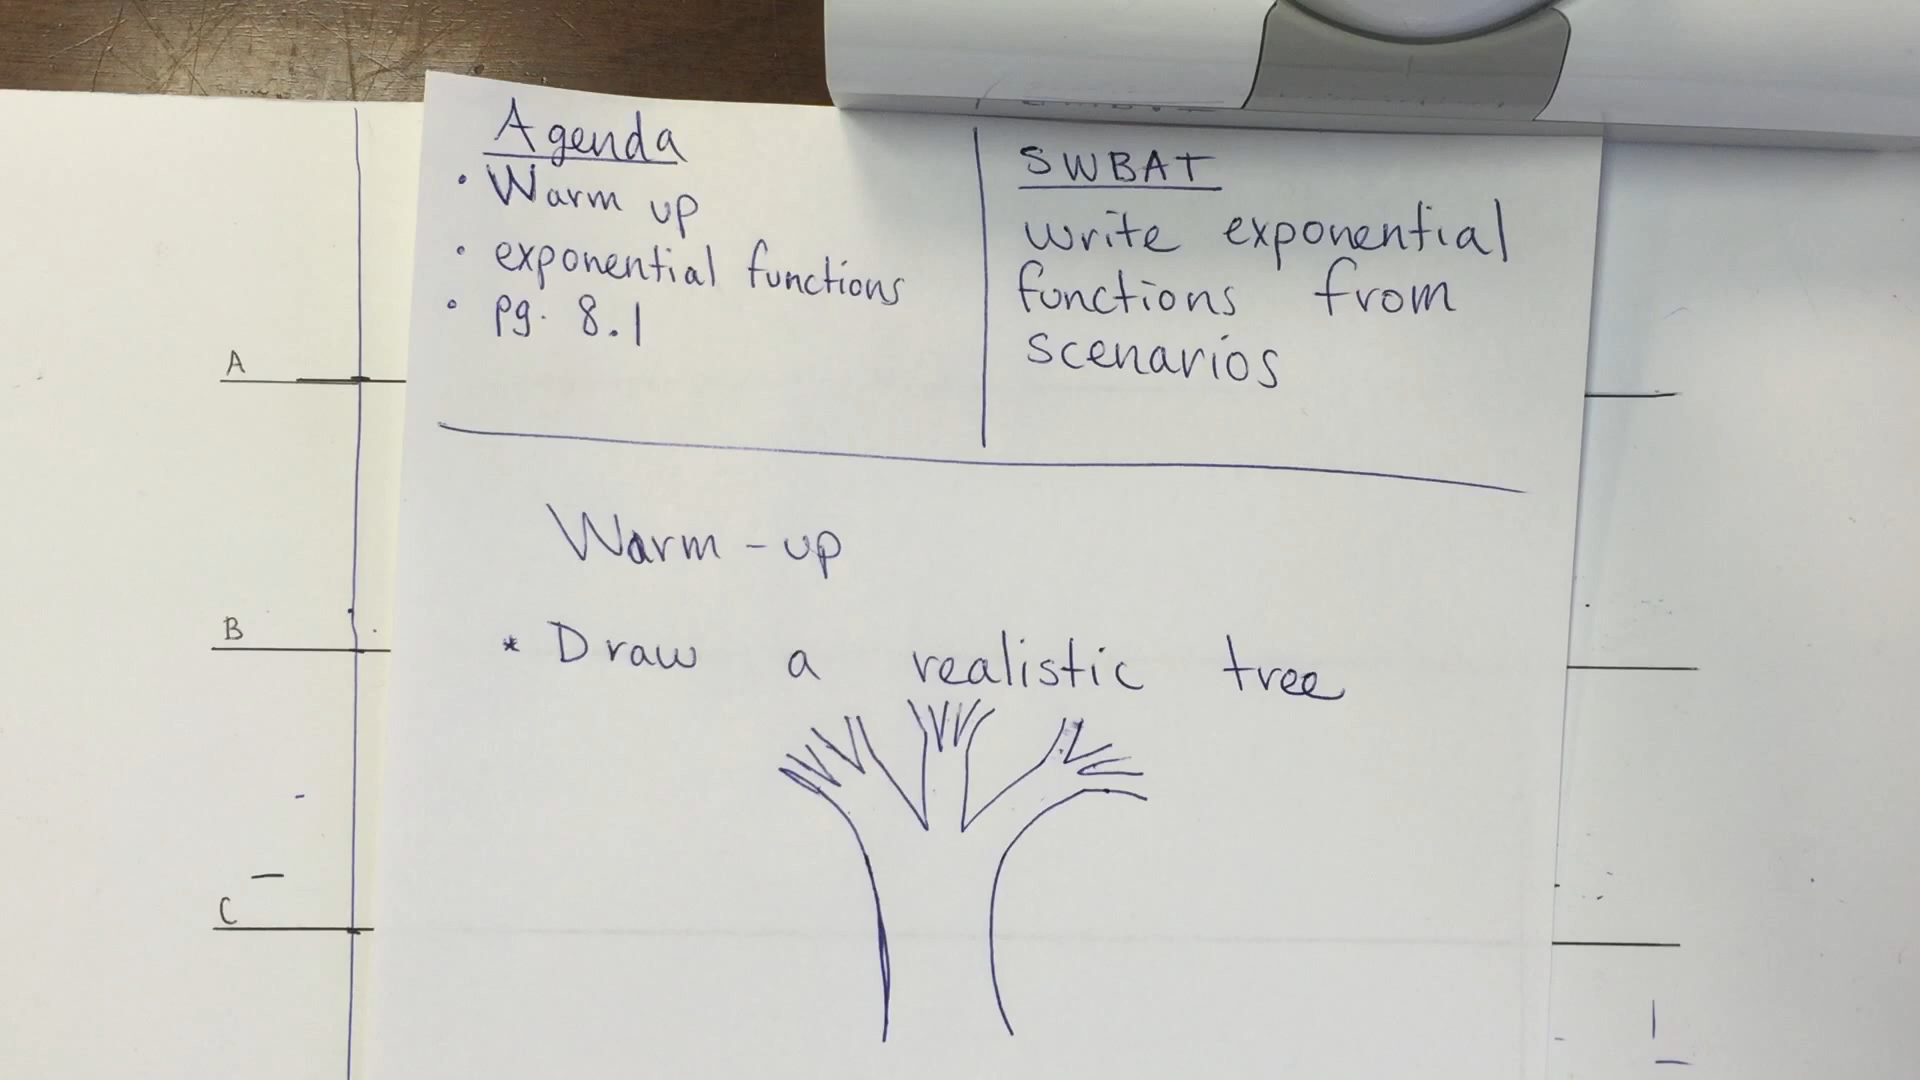 Agenda
• Warm up
• exponential functions
• pg. 8.1
SWBAT
write exponential
functions from
scenarios
Warm-up
* Draw a realistic tree
A
B
C